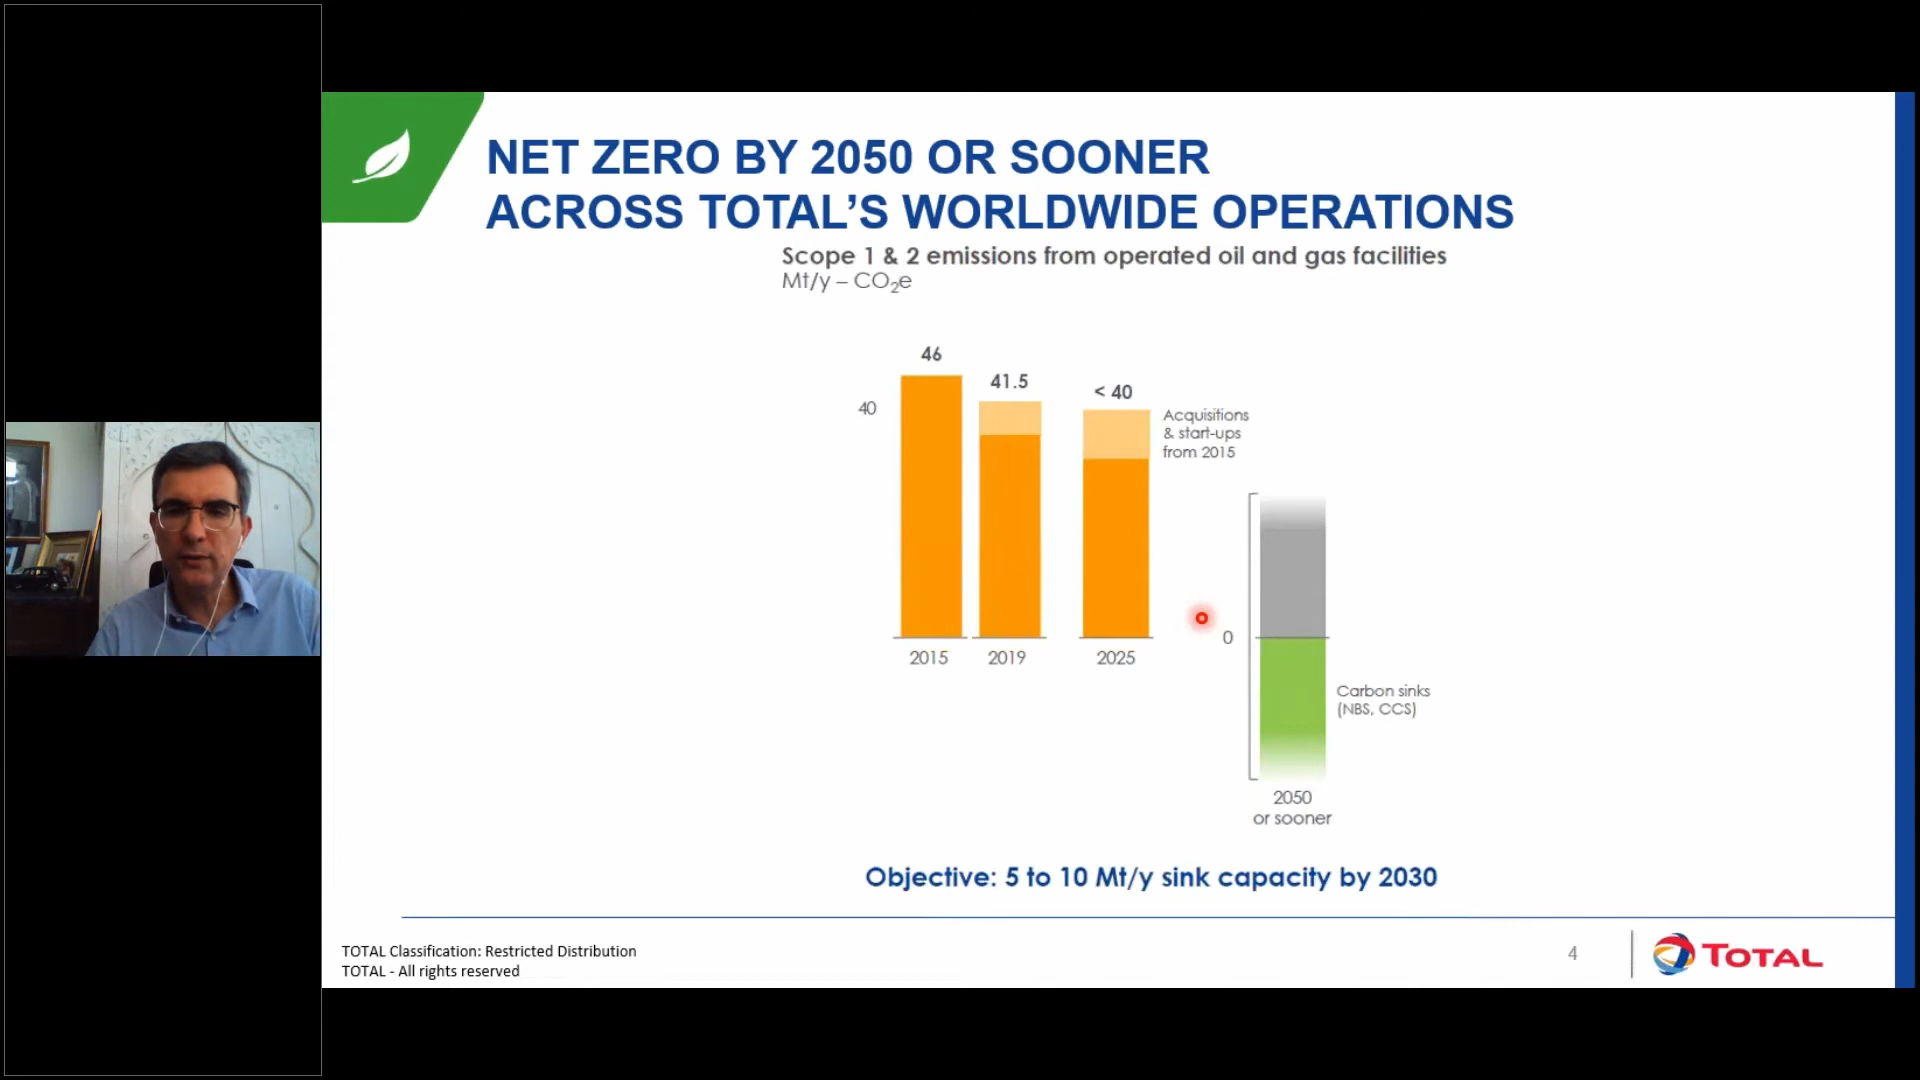 NET ZERO BY 2050 OR SOONER
ACROSS TOTAL’S WORLDWIDE OPERATIONS
Scope 1 & 2 emissions from operated oil and gas facilities
Mt/y – CO₂e
46
41.5
< 40
40
Acquisitions
& start-ups
from 2015
0
2015
2019
2025
Carbon sinks
(NBS, CCS)
2050
or sooner
Objective: 5 to 10 Mt/y sink capacity by 2030
TOTAL Classification: Restricted Distribution
TOTAL - All rights reserved
4
TOTAL